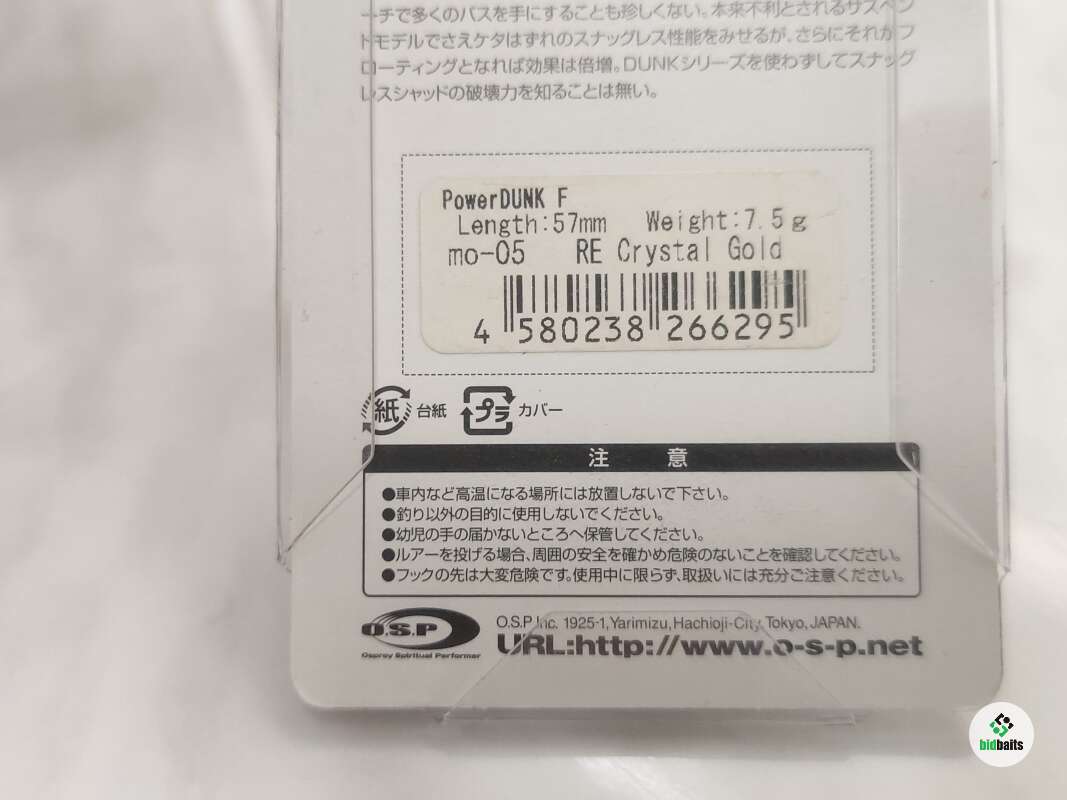 ーチで多くのバスを手にすることも珍しくない。本来不利とされるサスペン
ドモデルでさえケタはずれのスナッグレス性能をみせるが、さらにそれがフ
ローティングとなれば効果は倍増。DUNKシリーズを使わずしてスナッグ
レスシャッドの破壊力を知ることは無い。
PowerDUNK F
Length:57mm Weight:7.5g
mo-05 RE Crystal Gold
4 580238 266295
紙 台紙 プラ カバー
注 意
●車内など高温になる場所には放置しないで下さい。
●釣り以外の目的に使用しないでください。
●幼児の手の届かないところへ保管してください。
●ルアーを投げる場合、周囲の安全を確かめ危険のないことを確認してください。
●フックの先は大変危険です。使用中に限らず、取扱いには充分ご注意ください。
O.S.P
Osprey Spiritual Performer
O.S.P Inc. 1925-1, Yarimizu, Hachioji-City, Tokyo, JAPAN.
URL:http://www.o-s-p.net
bidbaits